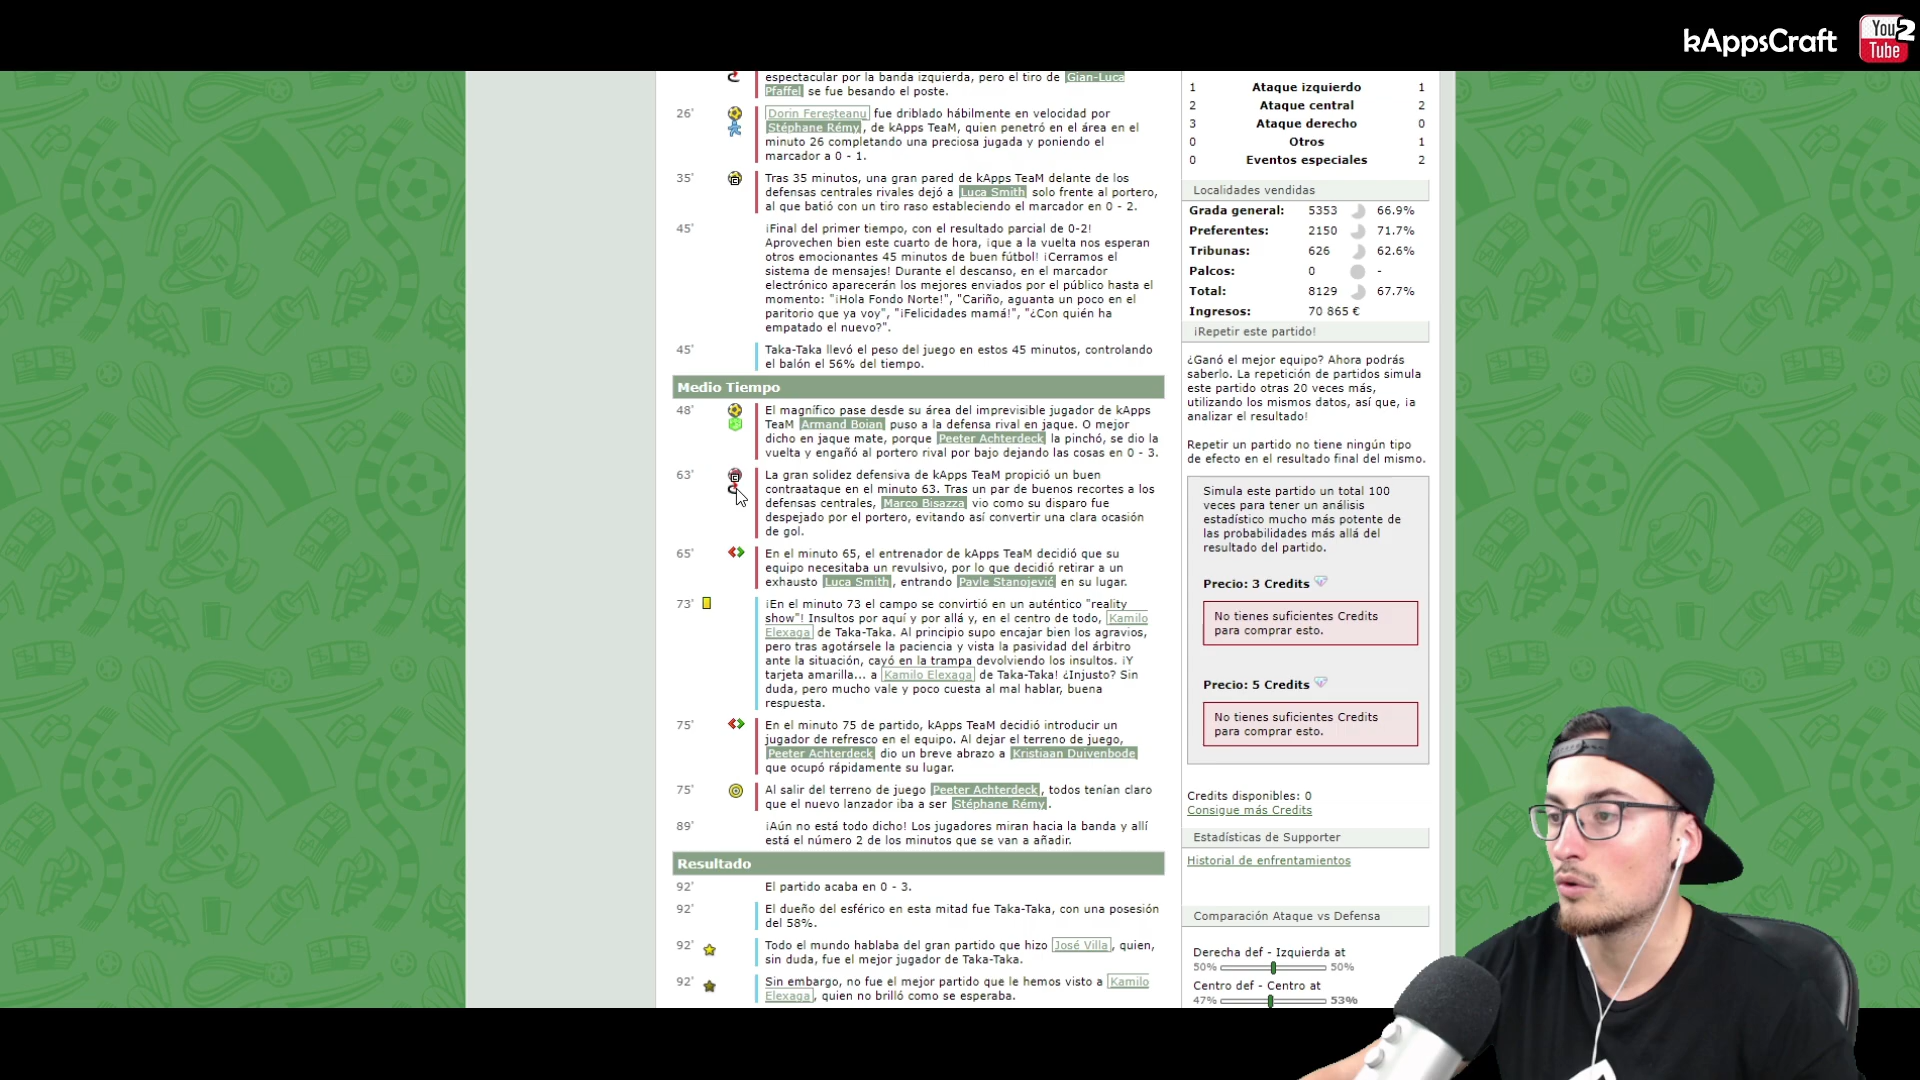 kAppsCraft
You2
Tube
espectacular por la banda izquierda, pero el tiro de Gian-Luca
Pfaffel se fue besando el poste.
26' Dorin Fereșteanu fue driblado hábilmente en velocidad por
Stéphane Rémy, de kApps TeaM, quien penetró en el área en el
minuto 26 completando una preciosa jugada y poniendo el
marcador a 0 - 1.
35' Tras 35 minutos, una gran pared de kApps TeaM delante de los
defensas centrales rivales dejó a Luca Smith solo frente al portero,
al que batió con un tiro raso estableciendo el marcador en 0 - 2.
45' ¡Final del primer tiempo, con el resultado parcial de 0-2!
Aprovechen bien este cuarto de hora, ¡que a la vuelta nos esperan
otros emocionantes 45 minutos de buen fútbol! ¡Cerramos el
sistema de mensajes! Durante el descanso, en el marcador
electrónico aparecerán los mejores enviados por el público hasta el
momento: "¡Hola Fondo Norte!", "Cariño, aguanta un poco en el
paritorio que ya voy", "¡Felicidades mamá!", "¿Con quién ha
empatado el nuevo?".
45' Taka-Taka llevó el peso del juego en estos 45 minutos, controlando
el balón el 56% del tiempo.
Medio Tiempo
48' El magnífico pase desde su área del imprevisible jugador de kApps
TeaM Armand Boian puso a la defensa rival en jaque. O mejor
dicho en jaque mate, porque Peeter Achterdeck la pinchó, se dio la
vuelta y engañó al portero rival por bajo dejando las cosas en 0 - 3.
63' La gran solidez defensiva de kApps TeaM propició un buen
contraataque en el minuto 63. Tras un par de buenos recortes a los
defensas centrales, Marco Bisazza vio como su disparo fue
despejado por el portero, evitando así convertir una clara ocasión
de gol.
65' En el minuto 65, el entrenador de kApps TeaM decidió que su
equipo necesitaba un revulsivo, por lo que decidió retirar a un
exhausto Luca Smith, entrando Pavle Stanojević en su lugar.
73' ¡En el minuto 73 el campo se convirtió en un auténtico "reality
show"! Insultos por aquí y por allá y, en el centro de todo, Kamilo
Elexaga de Taka-Taka. Al principio supo encajar bien los agravios,
pero tras agotársele la paciencia y vista la pasividad del árbitro
ante la situación, cayó en la trampa devolviendo los insultos. ¡Y
tarjeta amarilla... a Kamilo Elexaga de Taka-Taka! ¿Injusto? Sin
duda, pero mucho vale y poco cuesta al mal hablar, buena
respuesta.
75' En el minuto 75 de partido, kApps TeaM decidió introducir un
jugador de refresco en el equipo. Al dejar el terreno de juego,
Peeter Achterdeck dio un breve abrazo a Kristiaan Duivenbode
que ocupó rápidamente su lugar.
75' Al salir del terreno de juego Peeter Achterdeck, todos tenían claro
que el nuevo lanzador iba a ser Stéphane Rémy.
89' ¡Aún no está todo dicho! Los jugadores miran hacia la banda y allí
está el número 2 de los minutos que se van a añadir.
Resultado
92' El partido acaba en 0 - 3.
92' El dueño del esférico en esta mitad fue Taka-Taka, con una posesión
del 58%.
92' Todo el mundo hablaba del gran partido que hizo José Villa, quien,
sin duda, fue el mejor jugador de Taka-Taka.
92' Sin embargo, no fue el mejor partido que le hemos visto a Kamilo
Elexaga, quien no brilló como se esperaba.
1 Ataque izquierdo 1
2 Ataque central 2
3 Ataque derecho 0
0 Otros 1
0 Eventos especiales 2
Localidades vendidas
Grada general: 5353 66.9%
Preferentes: 2150 71.7%
Tribunas: 626 62.6%
Palcos: 0 -
Total: 8129 67.7%
Ingresos: 70 865 €
¡Repetir este partido!
¿Ganó el mejor equipo? Ahora podrás
saberlo. La repetición de partidos simula
este partido otras 20 veces más,
utilizando los mismos datos, así que, ¡a
analizar el resultado!
Repetir un partido no tiene ningún tipo
de efecto en el resultado final del mismo.
Simula este partido un total 100
veces para tener un análisis
estadístico mucho más potente de
las probabilidades más allá del
resultado del partido.
Precio: 3 Credits
No tienes suficientes Credits
para comprar esto.
Precio: 5 Credits
No tienes suficientes Credits
para comprar esto.
Credits disponibles: 0
Consigue más Credits
Estadísticas de Supporter
Historial de enfrentamientos
Comparación Ataque vs Defensa
Derecha def - Izquierda at
50% 50%
Centro def - Centro at
47% 53%